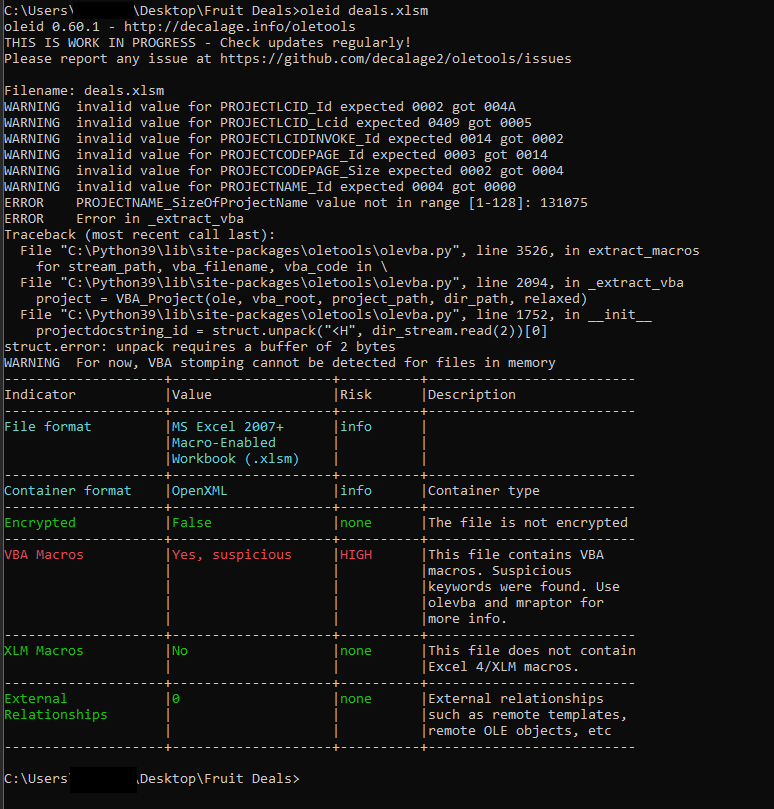 C:\Users\ \Desktop\Fruit Deals>oleid deals.xlsm
oleid 0.60.1 - http://decalage.info/oletools
THIS IS WORK IN PROGRESS - Check updates regularly!
Please report any issue at https://github.com/decalage2/oletools/issues

Filename: deals.xlsm
WARNING  invalid value for PROJECTLCID_Id expected 0002 got 004A
WARNING  invalid value for PROJECTLCID_Lcid expected 0409 got 0005
WARNING  invalid value for PROJECTLCIDINVOKE_Id expected 0014 got 0002
WARNING  invalid value for PROJECTCODEPAGE_Id expected 0003 got 0014
WARNING  invalid value for PROJECTCODEPAGE_Size expected 0002 got 0004
WARNING  invalid value for PROJECTNAME_Id expected 0004 got 0000
ERROR    PROJECTNAME_SizeOfProjectName value not in range [1-128]: 131075
ERROR    Error in _extract_vba
Traceback (most recent call last):
  File "C:\Python39\lib\site-packages\oletools\olevba.py", line 3526, in extract_macros
    for stream_path, vba_filename, vba_code in \
  File "C:\Python39\lib\site-packages\oletools\olevba.py", line 2094, in _extract_vba
    project = VBA_Project(ole, vba_root, project_path, dir_path, relaxed)
  File "C:\Python39\lib\site-packages\oletools\olevba.py", line 1752, in __init__
    projectdocstring_id = struct.unpack("<H", dir_stream.read(2))[0]
struct.error: unpack requires a buffer of 2 bytes
WARNING  For now, VBA stomping cannot be detected for files in memory
--------------------+--------------------+----------+--------------------------
Indicator           |Value               |Risk      |Description
--------------------+--------------------+----------+--------------------------
File format         |MS Excel 2007+      |info      |
                    |Macro-Enabled       |          |
                    |Workbook (.xlsm)    |          |
--------------------+--------------------+----------+--------------------------
Container format    |OpenXML             |info      |Container type
--------------------+--------------------+----------+--------------------------
Encrypted           |False               |none      |The file is not encrypted
--------------------+--------------------+----------+--------------------------
VBA Macros          |Yes, suspicious     |HIGH      |This file contains VBA
                    |                    |          |macros. Suspicious
                    |                    |          |keywords were found. Use
                    |                    |          |olevba and mraptor for
                    |                    |          |more info.
--------------------+--------------------+----------+--------------------------
XLM Macros          |No                  |none      |This file does not contain
                    |                    |          |Excel 4/XLM macros.
--------------------+--------------------+----------+--------------------------
External            |0                   |none      |External relationships
Relationships       |                    |          |such as remote templates,
                    |                    |          |remote OLE objects, etc
--------------------+--------------------+----------+--------------------------

C:\Users\ \Desktop\Fruit Deals>